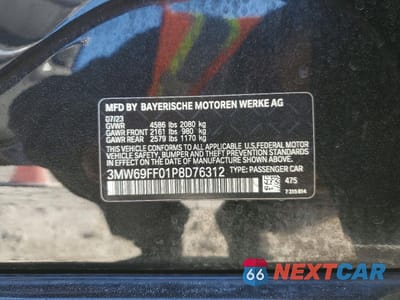 MFD BY BAYERISCHE MOTOREN WERKE AG
07/23
GVWR 4586 lbs 2080 kg
GAWR FRONT 2161 lbs 980 kg
GAWR REAR 2579 lbs 1170 kg
THIS VEHICLE CONFORMS TO ALL APPLICABLE U.S. FEDERAL MOTOR
VEHICLE SAFETY, BUMPER, AND THEFT PREVENTION STANDARDS IN
EFFECT ON THE DATE OF MANUFACTURE SHOWN ABOVE.
3MW69FF01P8D76312 TYPE: PASSENGER CAR
475
7315814
66 NEXTCAR